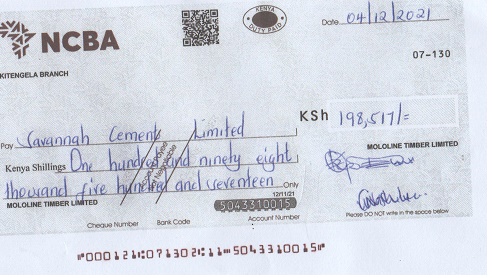 NCBA
KENYA
DUTY PAID
Date 04/12/2021
07-130
KITENGELA BRANCH
Pay Savannah Cement Limited
KSh 198,517/=
Kenya Shillings One hundred and ninety eight
thousand five hundred and seventeen Only
MOLOLINE TIMBER LIMITED
12/11/21
MOLOLINE TIMBER LIMITED
5043310015
Cheque Number Bank Code Account Number
Please DO NOT write in the space below
⑈000121⑆071302⑆11⑉5043310015⑈